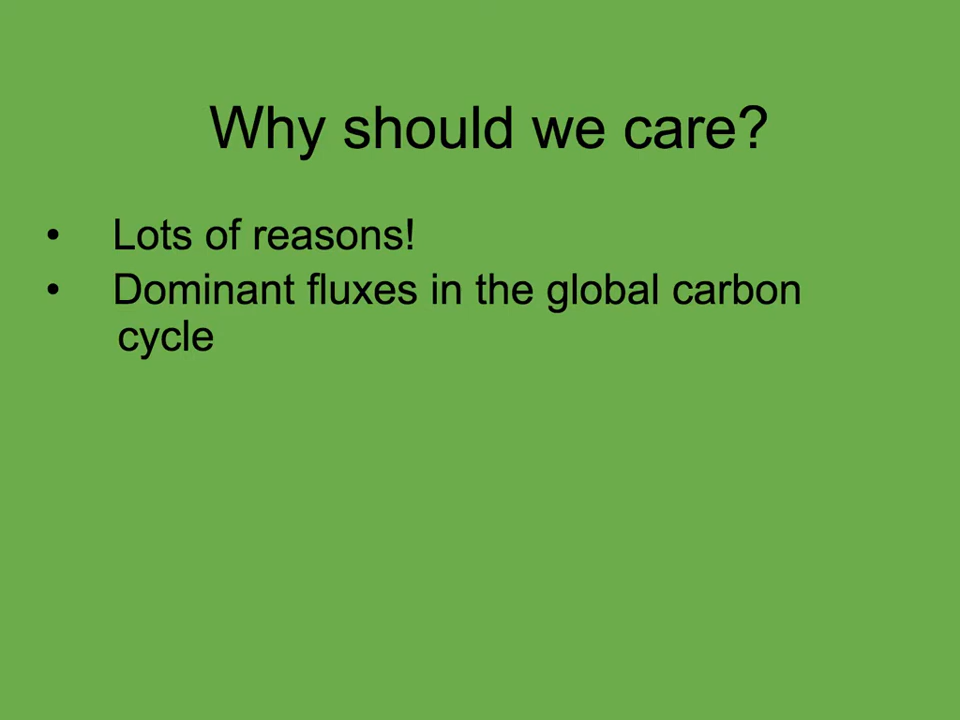 Why should we care?
• Lots of reasons!
• Dominant fluxes in the global carbon
cycle